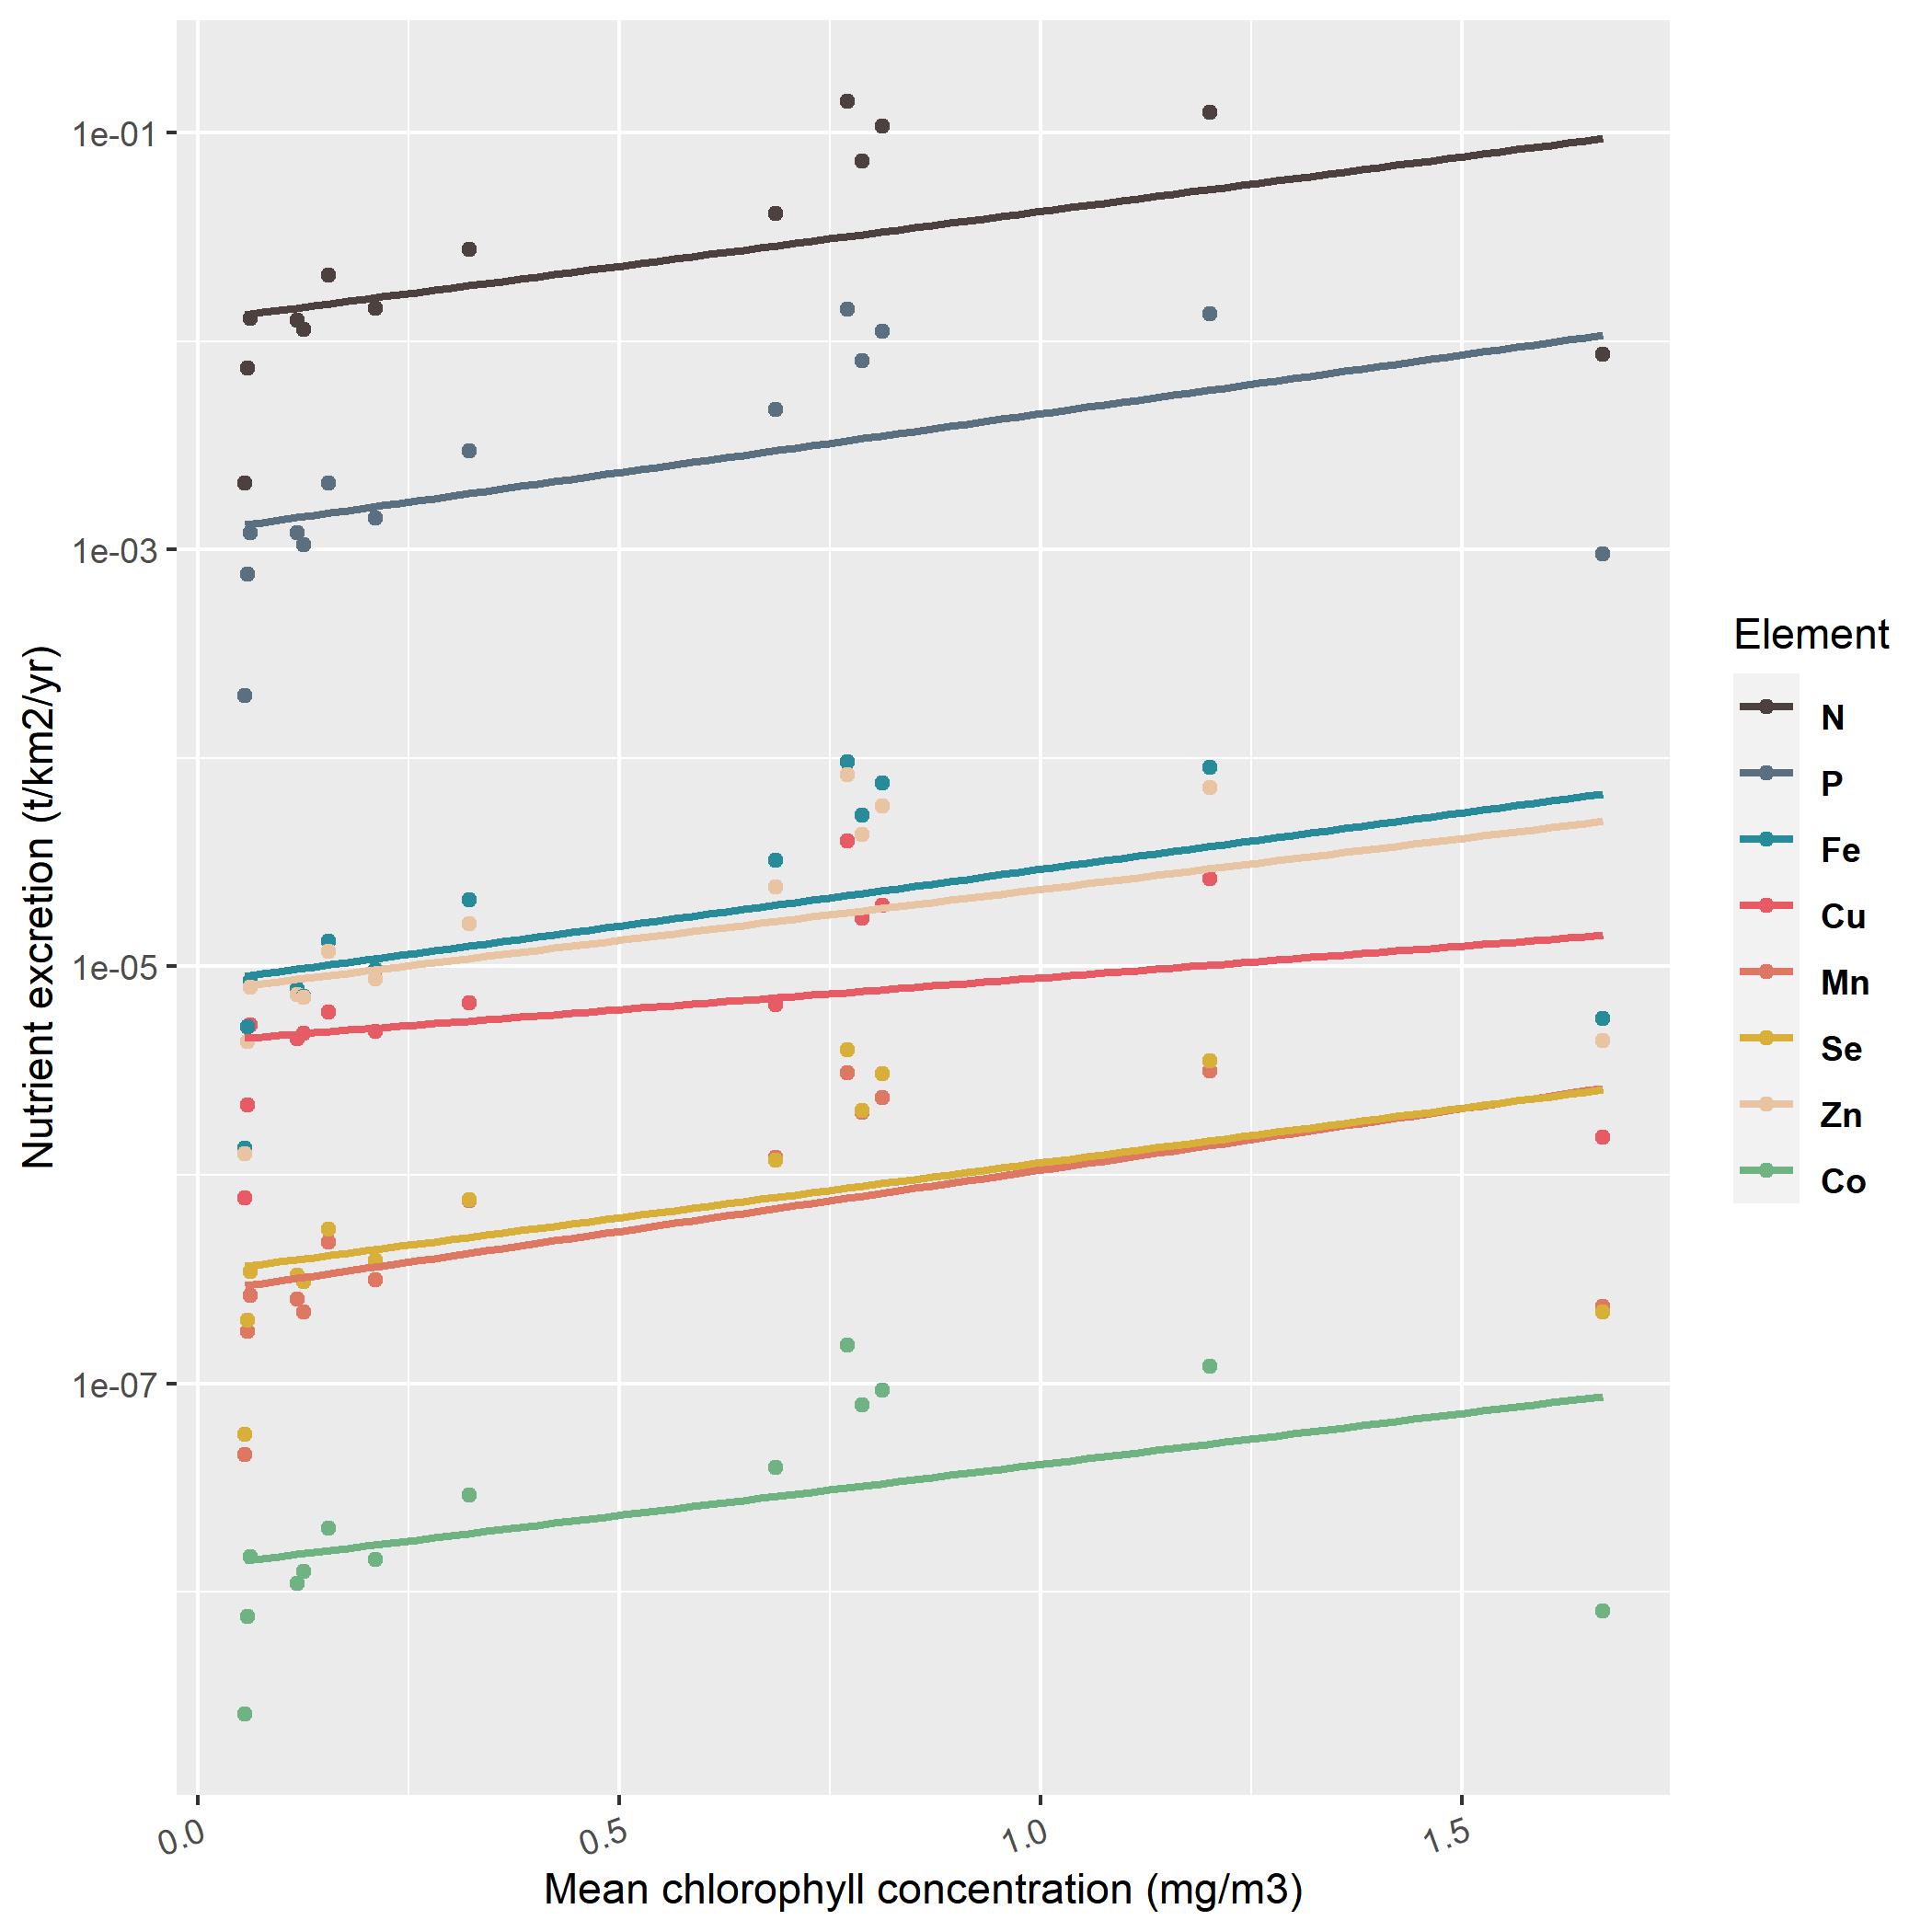 1e-01
1e-03
1e-05
1e-07
Nutrient excretion (t/km2/yr)
0.0
0.5
1.0
1.5
Mean chlorophyll concentration (mg/m3)
Element
N
P
Fe
Cu
Mn
Se
Zn
Co